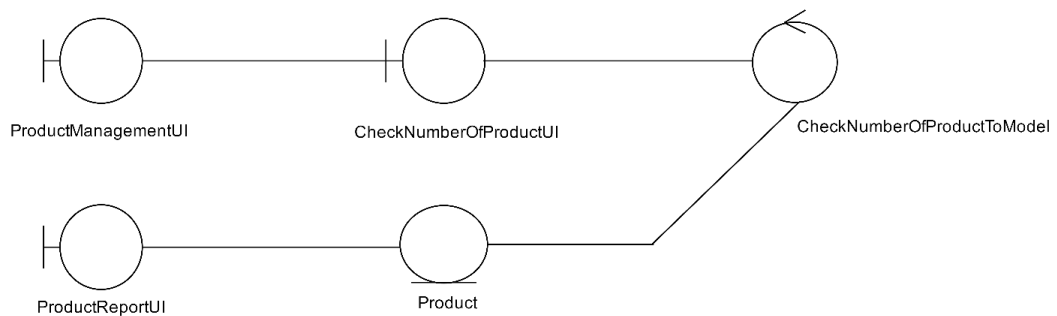 ProductManagementUI
CheckNumberOfProductUI
CheckNumberOfProductToModel
ProductReportUI
Product